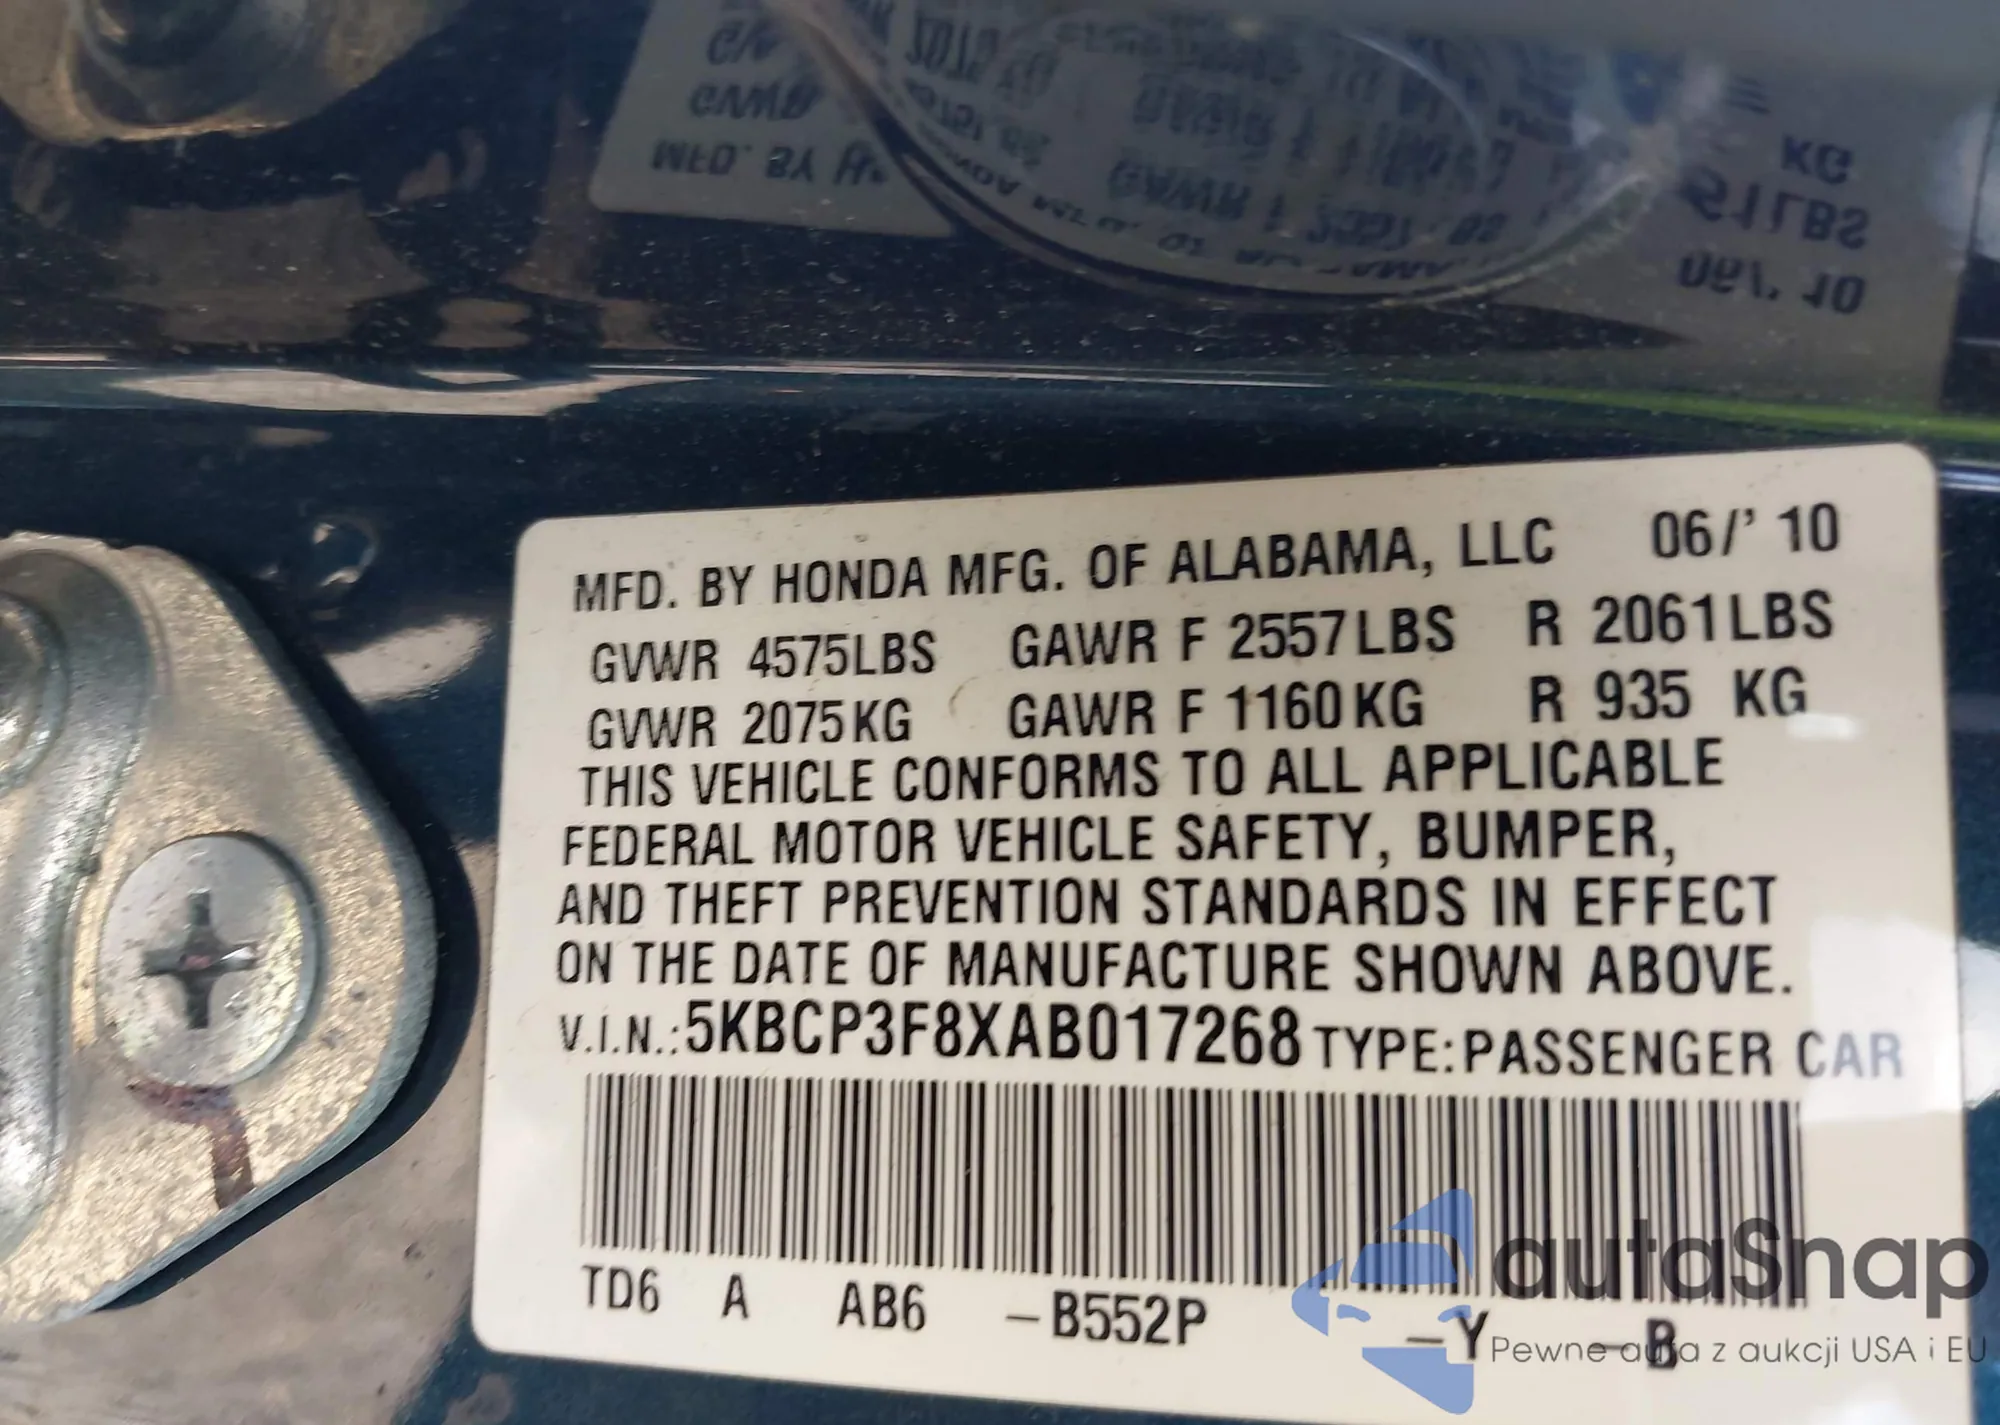 MFD. BY HONDA MFG. OF ALABAMA, LLC 06/' 10
GVWR 4575LBS GAWR F 2557LBS R 2061LBS
GVWR 2075KG GAWR F 1160KG R 935 KG
THIS VEHICLE CONFORMS TO ALL APPLICABLE
FEDERAL MOTOR VEHICLE SAFETY, BUMPER,
AND THEFT PREVENTION STANDARDS IN EFFECT
ON THE DATE OF MANUFACTURE SHOWN ABOVE.
V.I.N.:5KBCP3F8XAB017268 TYPE:PASSENGER CAR
TD6 A AB6 -B552P -Y -B
autaSnap
Pewne auta z aukcji USA i EU